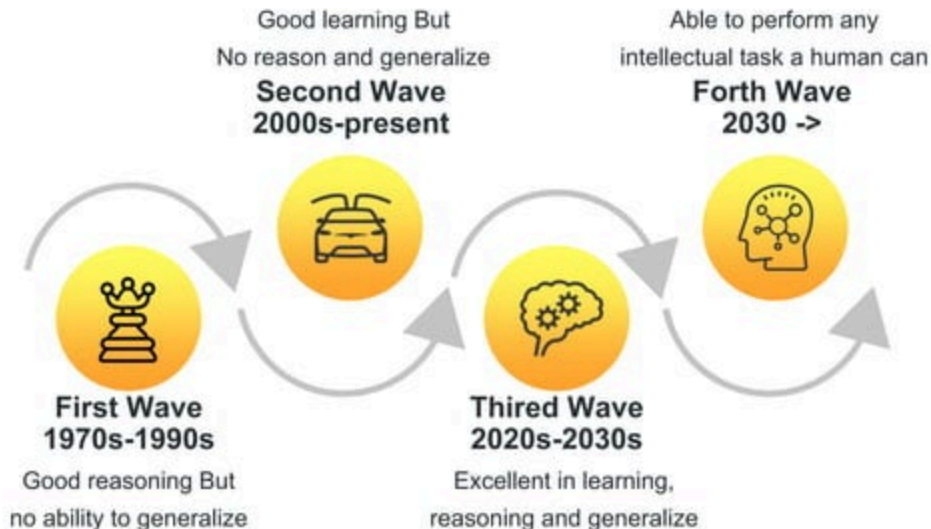 Good learning But
No reason and generalize
Second Wave
2000s-present
Able to perform any
intellectual task a human can
Forth Wave
2030 ->
First Wave
1970s-1990s
Good reasoning But
no ability to generalize
Thired Wave
2020s-2030s
Excellent in learning,
reasoning and generalize